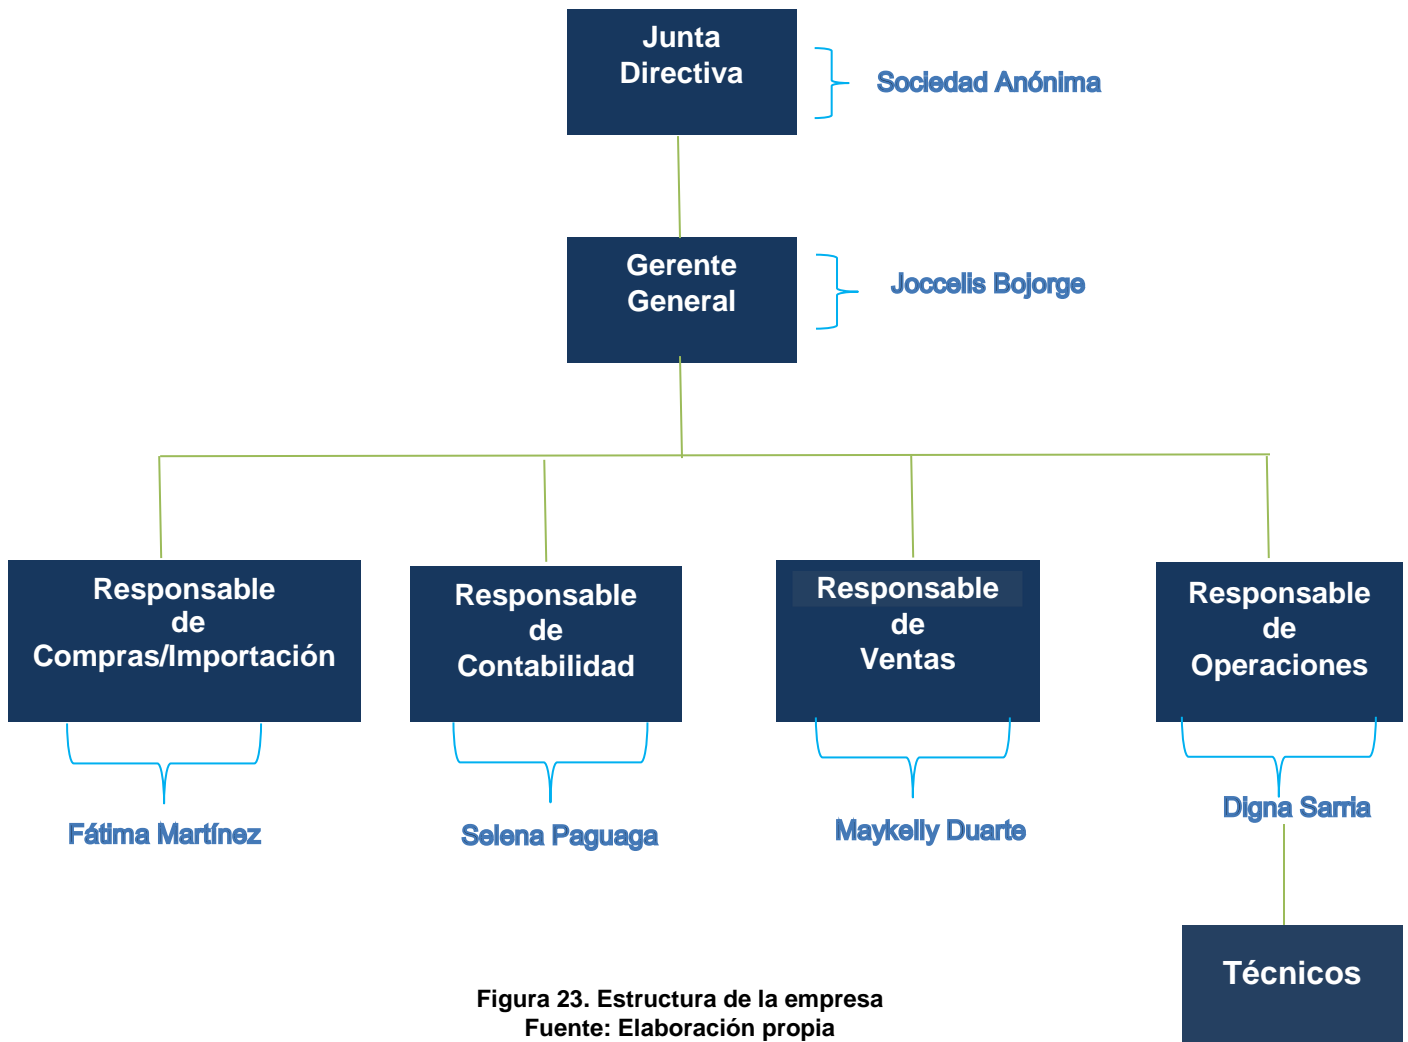 Junta
Directiva
Sociedad Anónima
Gerente
General
Joccelis Bojorge
Responsable
de
Compras/Importación
Responsable
de
Contabilidad
Responsable
de
Ventas
Responsable
de
Operaciones
Fátima Martínez
Selena Paguaga
Maykelly Duarte
Digna Sarria
Técnicos
Figura 23. Estructura de la empresa
Fuente: Elaboración propia